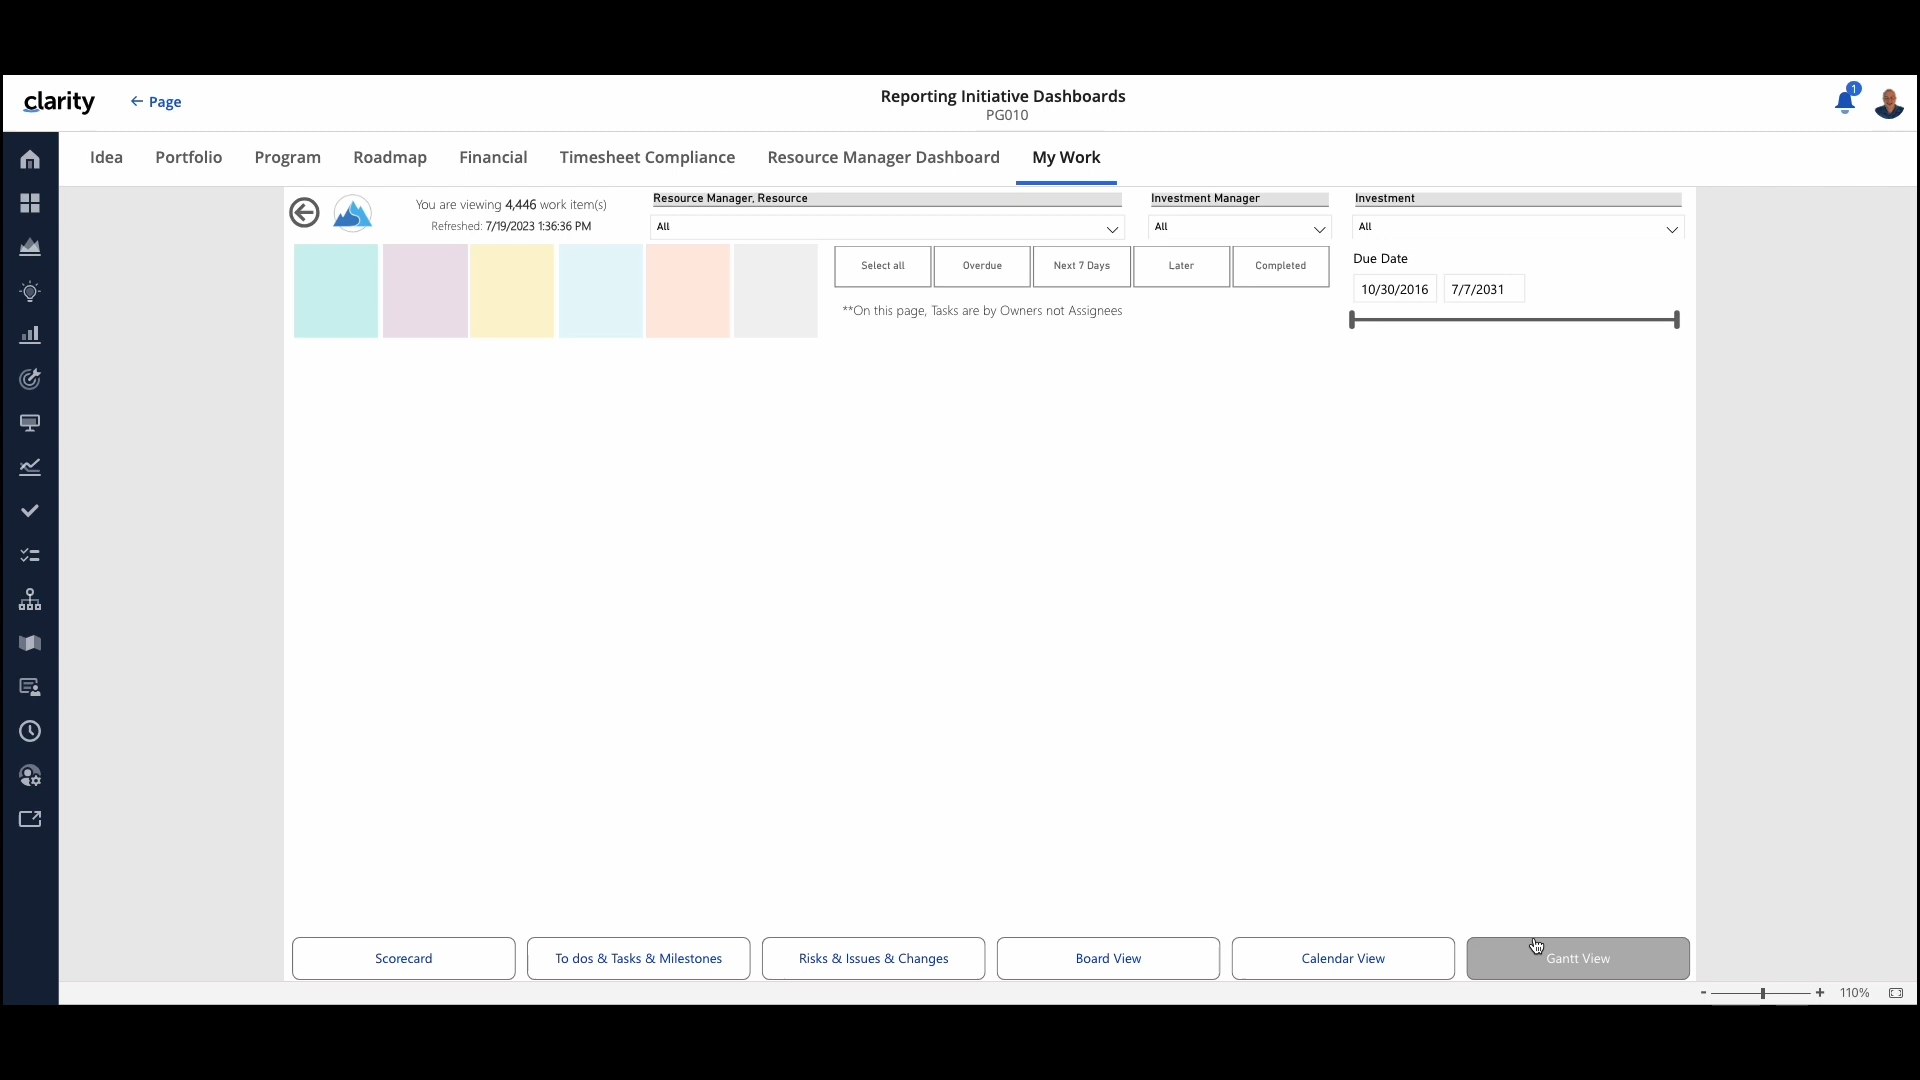 clarity
← Page
Reporting Initiative Dashboards
PG010
1
Idea
Portfolio
Program
Roadmap
Financial
Timesheet Compliance
Resource Manager Dashboard
My Work
You are viewing 4,446 work item(s)
Refreshed: 7/19/2023 1:36:36 PM
Resource Manager, Resource
All
Investment Manager
All
Investment
All
Select all
Overdue
Next 7 Days
Later
Completed
**On this page, Tasks are by Owners not Assignees
Due Date
10/30/2016
7/7/2031
Scorecard
To dos & Tasks & Milestones
Risks & Issues & Changes
Board View
Calendar View
Gantt View
- + 110%